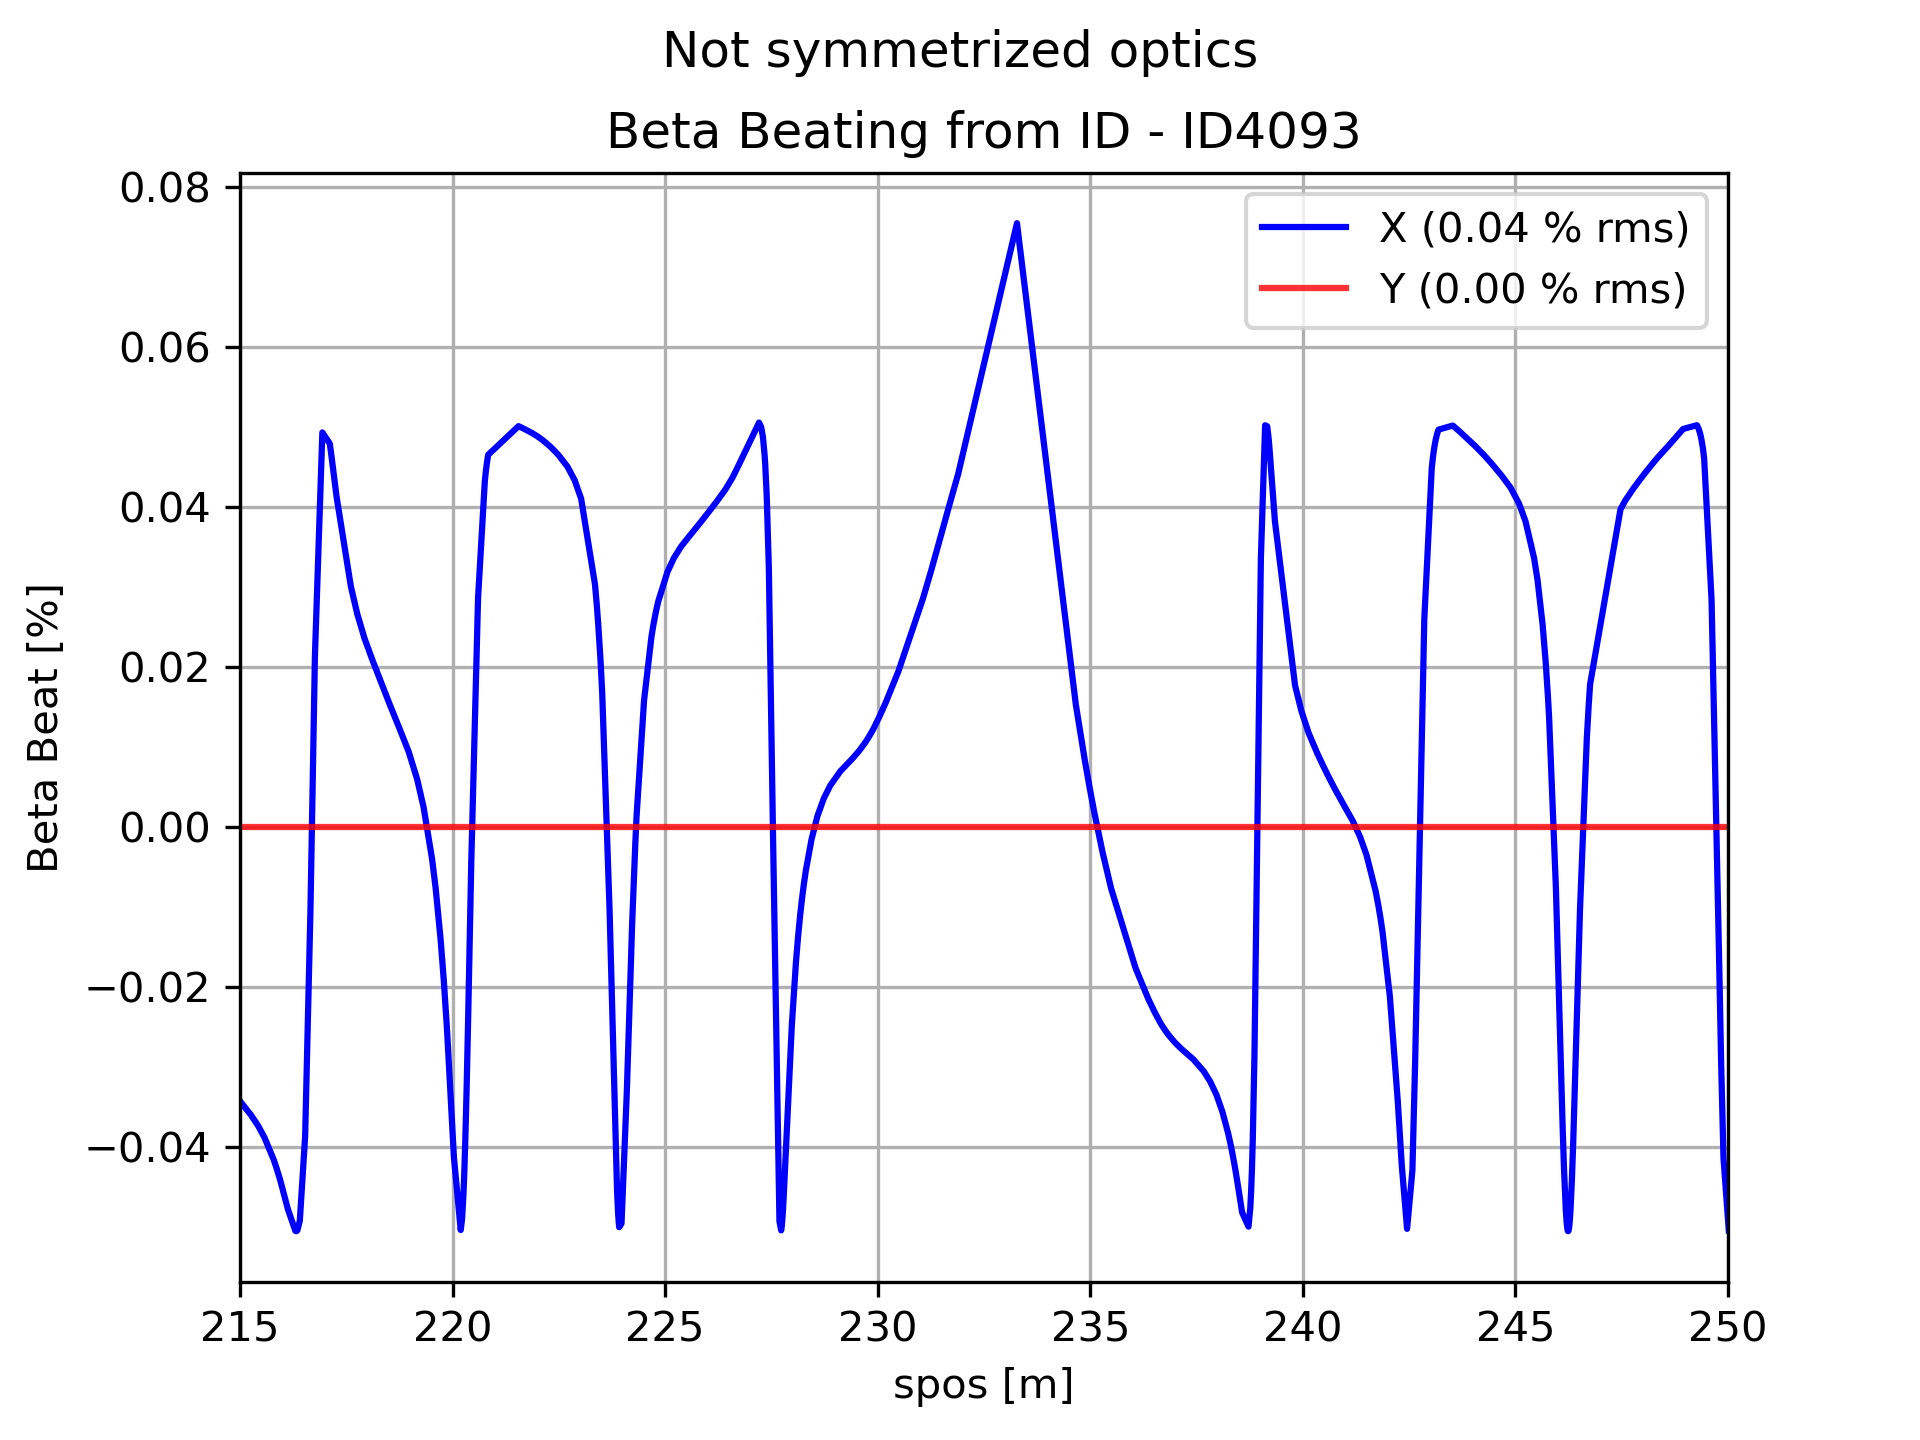 Not symmetrized optics
Beta Beating from ID - ID4093
0.08
0.06
0.04
0.02
0.00
−0.02
−0.04
Beta Beat [%]
X (0.04 % rms)
Y (0.00 % rms)
215 220 225 230 235 240 245 250
spos [m]